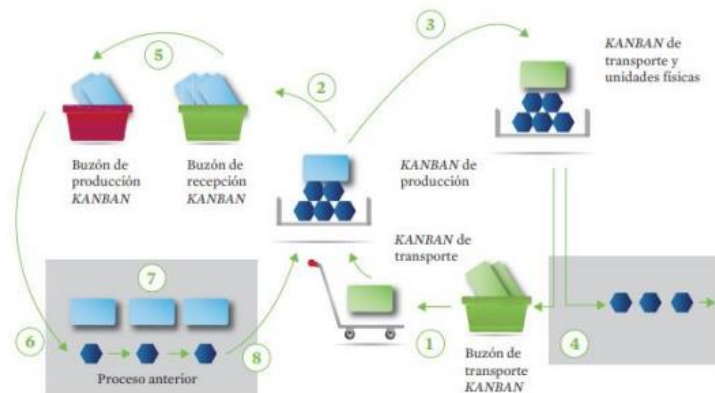 5
3
KANBAN de
transporte y
unidades físicas
2
Buzón de
producción
KANBAN
Buzón de
recepción
KANBAN
KANBAN de
producción
KANBAN de
transporte
7
6
8
1
4
Proceso anterior
Buzón de
transporte
KANBAN